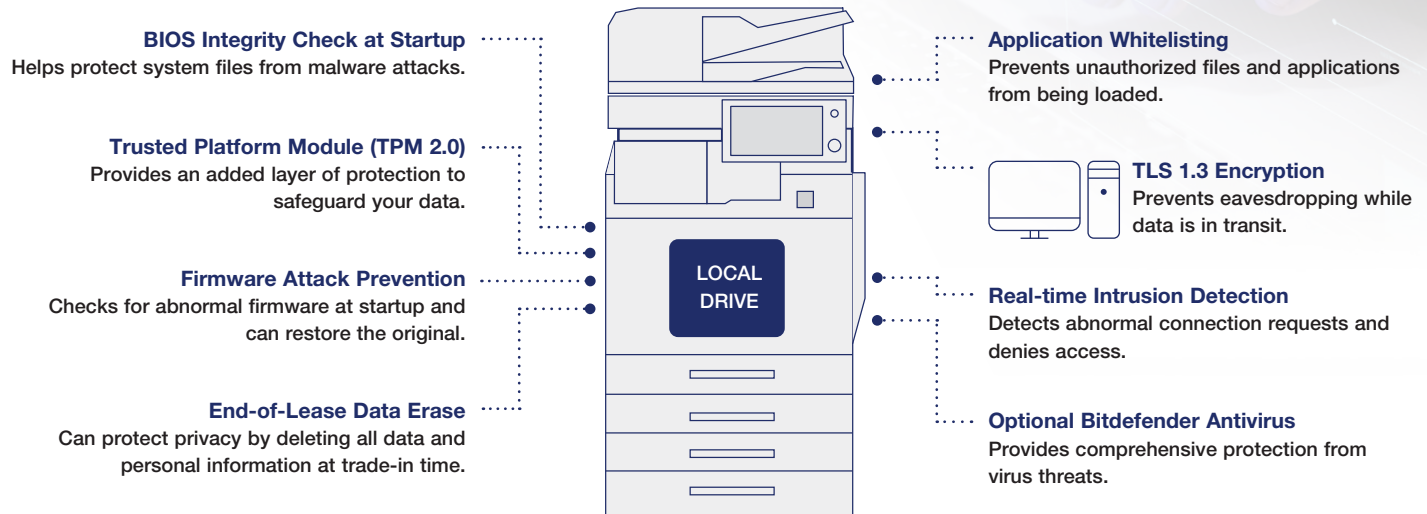 BIOS Integrity Check at Startup
Helps protect system files from malware attacks.
Trusted Platform Module (TPM 2.0)
Provides an added layer of protection to
safeguard your data.
Firmware Attack Prevention
Checks for abnormal firmware at startup and
can restore the original.
End-of-Lease Data Erase
Can protect privacy by deleting all data and
personal information at trade-in time.
LOCAL
DRIVE
Application Whitelisting
Prevents unauthorized files and applications
from being loaded.
TLS 1.3 Encryption
Prevents eavesdropping while
data is in transit.
Real-time Intrusion Detection
Detects abnormal connection requests and
denies access.
Optional Bitdefender Antivirus
Provides comprehensive protection from
virus threats.